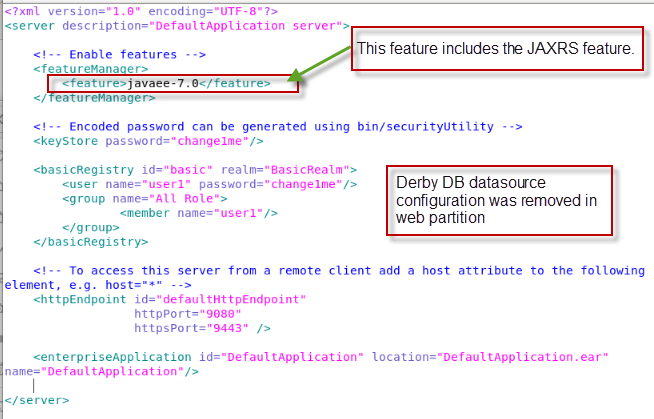 <?xml version="1.0" encoding="UTF-8"?>
<server description="DefaultApplication server">
<!-- Enable features -->
<featureManager>
<feature>javaee-7.0</feature>
</featureManager>
This feature includes the JAXRS feature.
<!-- Encoded password can be generated using bin/securityUtility -->
<keyStore password="change1me"/>
<basicRegistry id="basic" realm="BasicRealm">
<user name="user1" password="change1me"/>
<group name="All Role">
<member name="user1"/>
</group>
</basicRegistry>
Derby DB datasource
configuration was removed in
web partition
<!-- To access this server from a remote client add a host attribute to the following
element, e.g. host="*" -->
<httpEndpoint id="defaultHttpEndpoint"
httpPort="9080"
httpsPort="9443" />
<enterpriseApplication id="DefaultApplication" location="DefaultApplication.ear"
name="DefaultApplication"/>
</server>